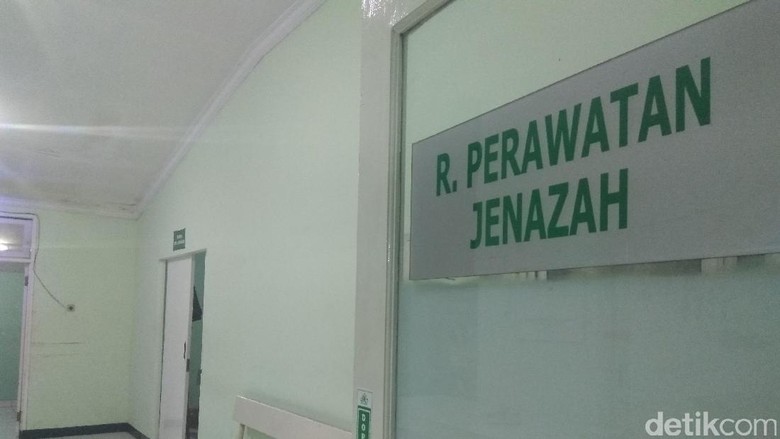 R. PERAWATAN
JENAZAH
detikcom